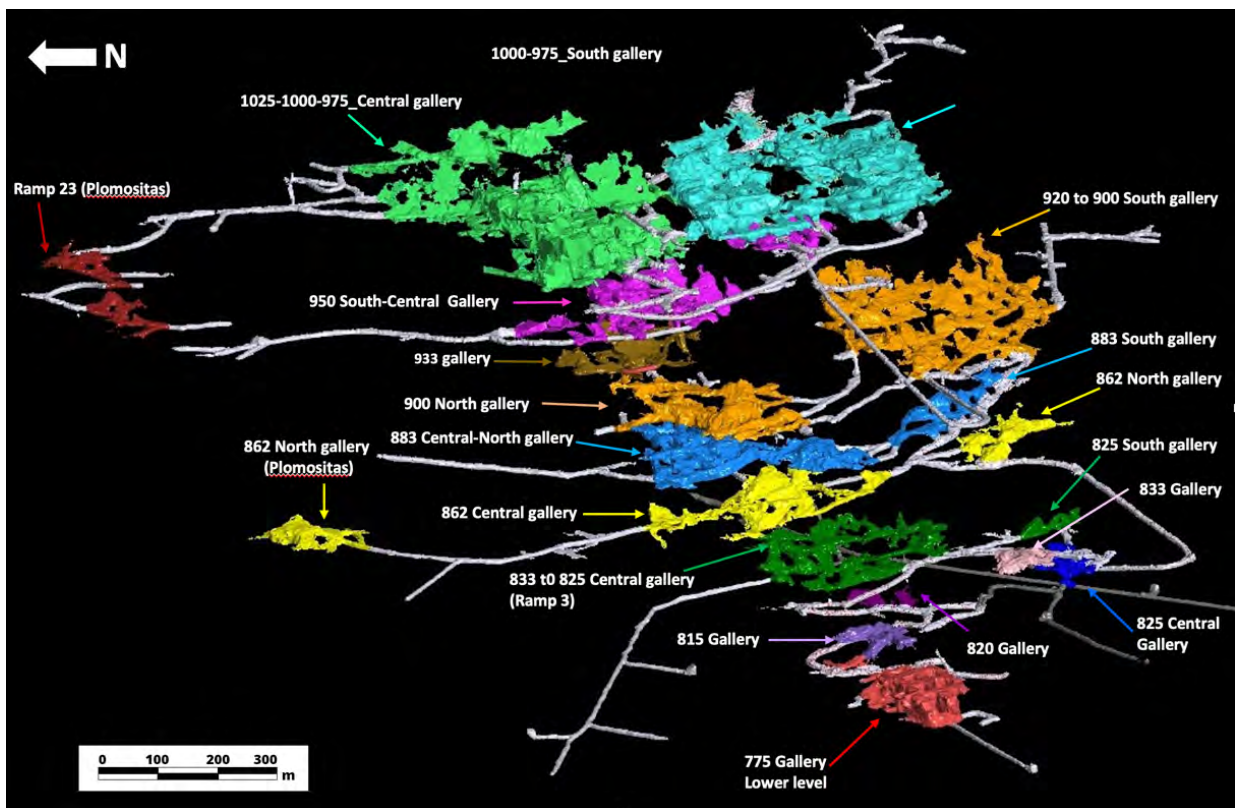 N
1000-975_South gallery
1025-1000-975_Central gallery
Ramp 23 (Plomositas)
920 to 900 South gallery
950 South-Central Gallery
883 South gallery
933 gallery
862 North gallery
900 North gallery
883 Central-North gallery
825 South gallery
862 North gallery
(Plomositas)
833 Gallery
862 Central gallery
833 to 825 Central gallery
(Ramp 3)
825 Central
Gallery
815 Gallery
820 Gallery
0 100 200 300
m
775 Gallery
Lower level